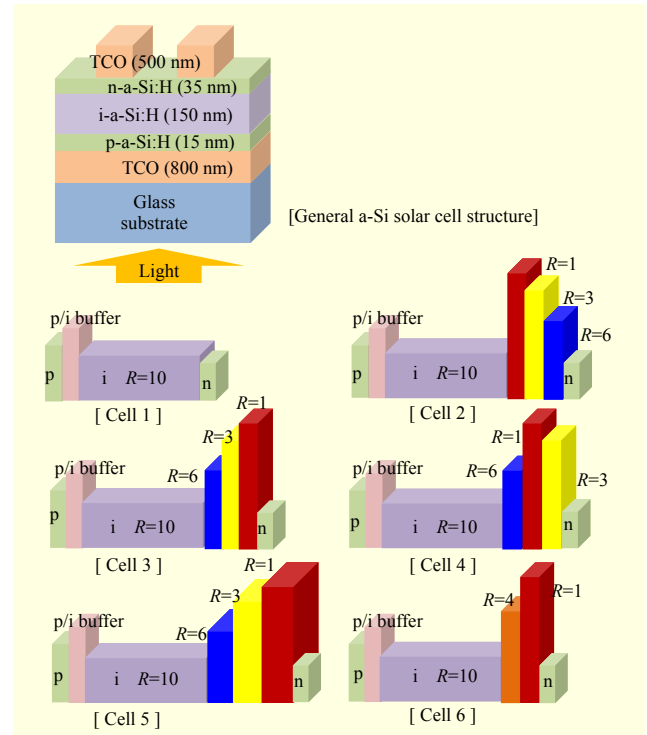 TCO (500 nm)
n-a-Si:H (35 nm)
i-a-Si:H (150 nm)
p-a-Si:H (15 nm)
TCO (800 nm)
Glass
substrate
[General a-Si solar cell structure]
Light
p/i buffer
p
i R=10
n
[ Cell 1 ]
p/i buffer
R=1
R=3
R=6
p
i R=10
n
[ Cell 2 ]
p/i buffer
R=6
R=3
R=1
p
i R=10
n
[ Cell 3 ]
p/i buffer
R=6
R=1
R=3
p
i R=10
n
[ Cell 4 ]
p/i buffer
R=6
R=3
R=1
p
i R=10
n
[ Cell 5 ]
p/i buffer
R=4
R=1
p
i R=10
n
[ Cell 6 ]